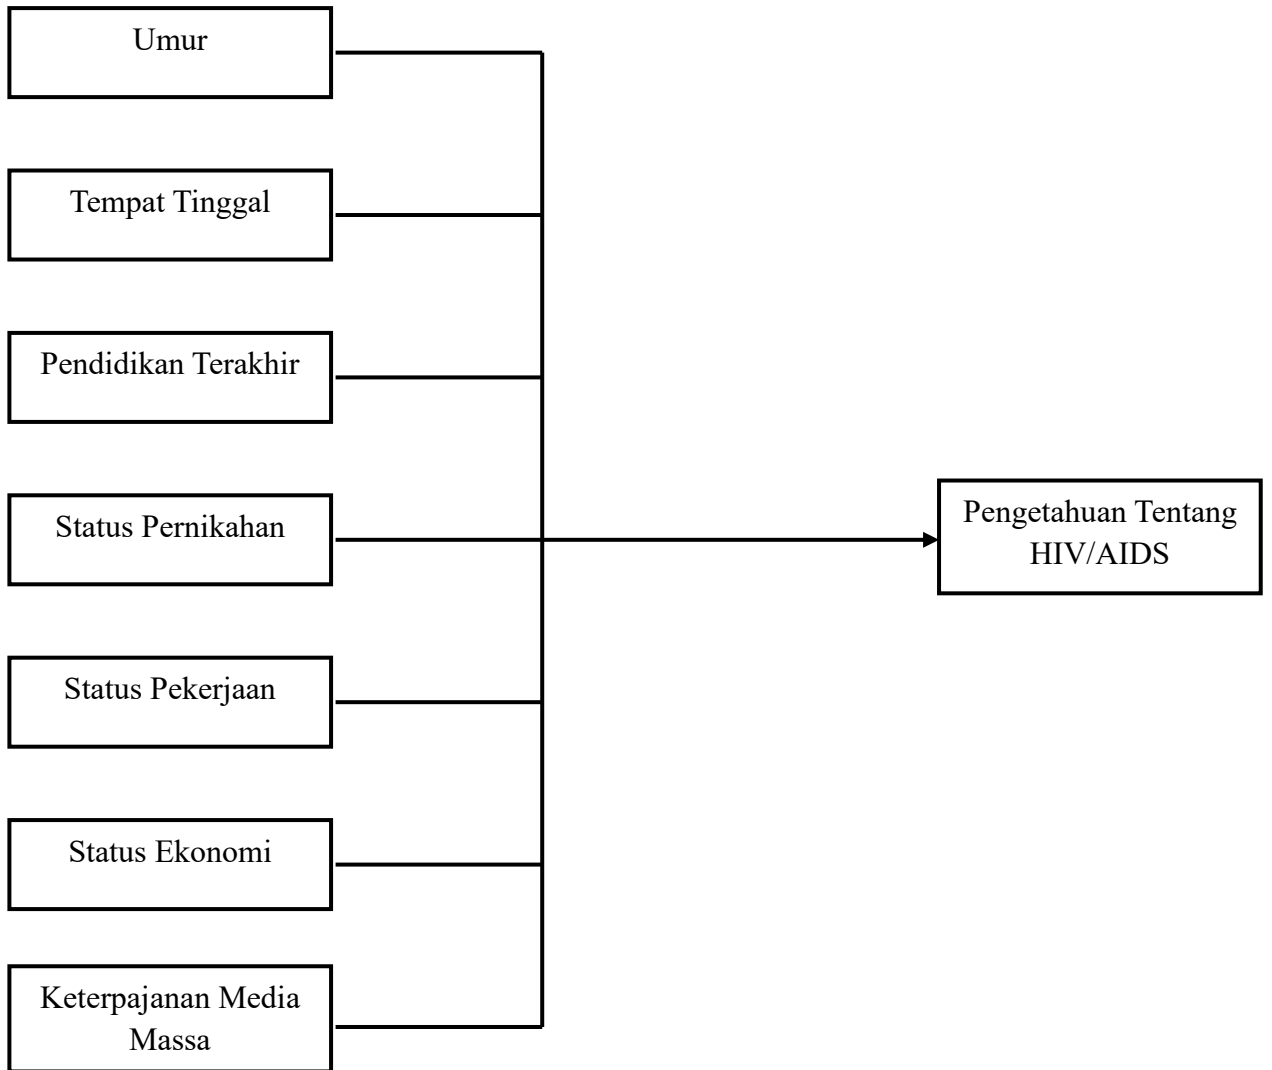 Umur
Tempat Tinggal
Pendidikan Terakhir
Status Pernikahan
Status Pekerjaan
Status Ekonomi
Keterpajanan Media
Massa
Pengetahuan Tentang
HIV/AIDS